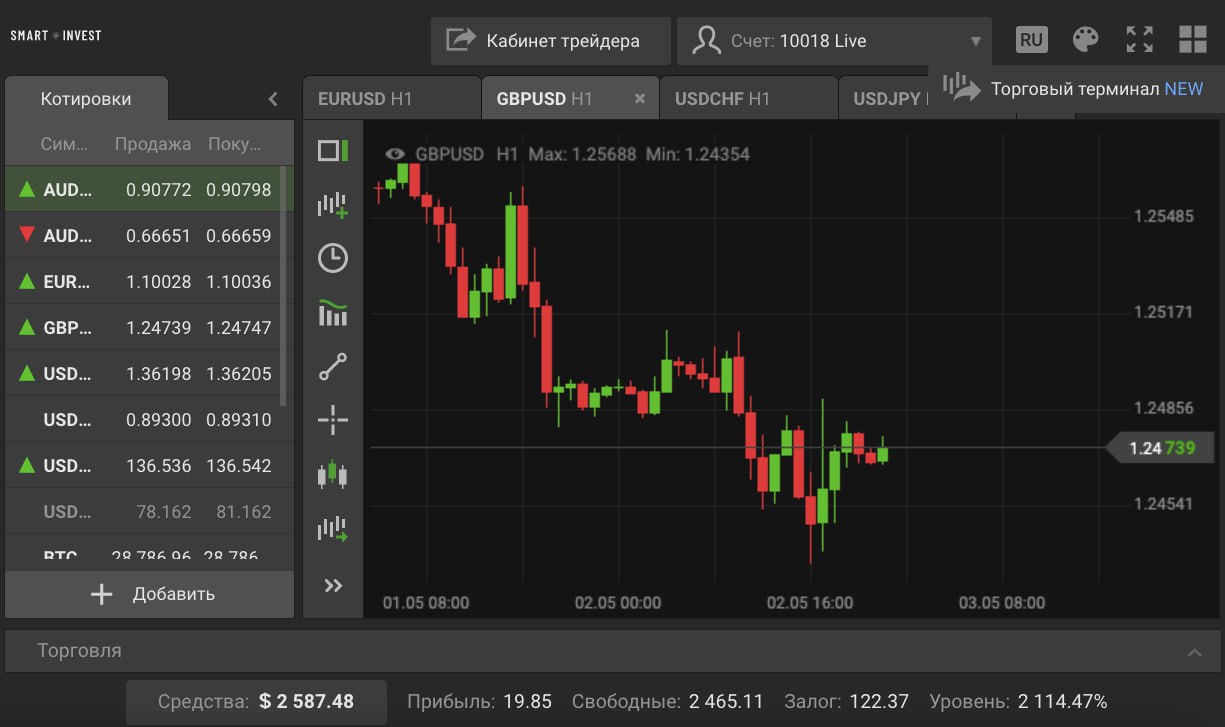 SMART INVEST
Кабинет трейдера
Счет: 10018 Live
RU
Торговый терминал NEW
Котировки
EURUSD H1
GBPUSD H1 ×
USDCHF H1
USDJPY
Сим... Продажа Поку...
AUD... 0.90772 0.90798
AUD... 0.66651 0.66659
EUR... 1.10028 1.10036
GBP... 1.24739 1.24747
USD... 1.36198 1.36205
USD... 0.89300 0.89310
USD... 136.536 136.542
USD... 78.162 81.162
BTC 28 786.96 28 786...
+ Добавить
GBPUSD H1 Max: 1.25688 Min: 1.24354
1.25485
1.25171
1.24856
1.24739
1.24541
01.05 08:00 02.05 00:00 02.05 16:00 03.05 08:00
Торговля
Средства: $ 2 587.48 Прибыль: 19.85 Свободные: 2 465.11 Залог: 122.37 Уровень: 2 114.47%